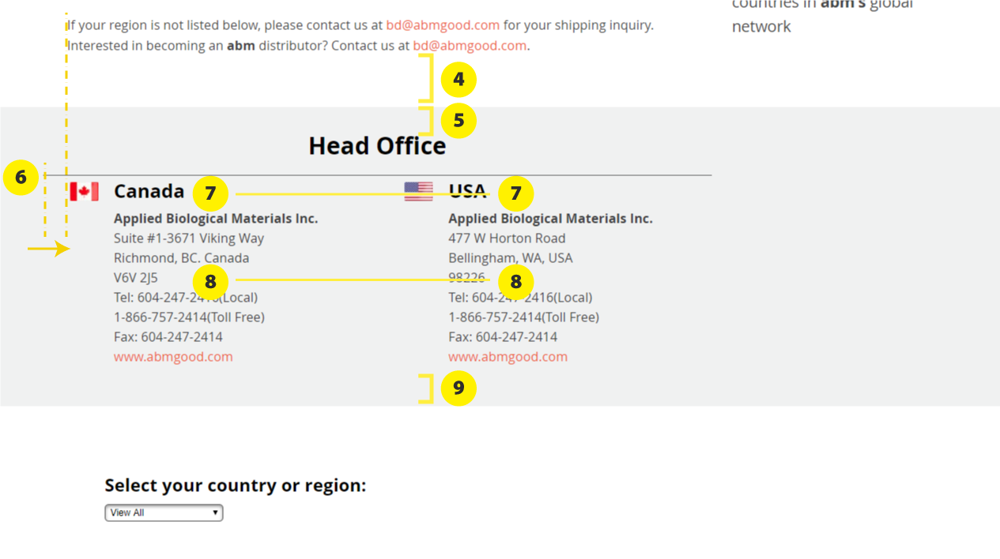 If your region is not listed below, please contact us at bd@abmgood.com for your shipping inquiry.
Interested in becoming an abm distributor? Contact us at bd@abmgood.com.
countries in abm's global
network
4
5
Head Office
6
Canada
7
Applied Biological Materials Inc.
Suite #1-3671 Viking Way
Richmond, BC. Canada
V6V 2J5
8
Tel: 604-247-2416(Local)
1-866-757-2414(Toll Free)
Fax: 604-247-2414
www.abmgood.com
USA
7
Applied Biological Materials Inc.
477 W Horton Road
Bellingham, WA, USA
98226
8
Tel: 604-247-2416(Local)
1-866-757-2414(Toll Free)
Fax: 604-247-2414
www.abmgood.com
9
Select your country or region:
View All